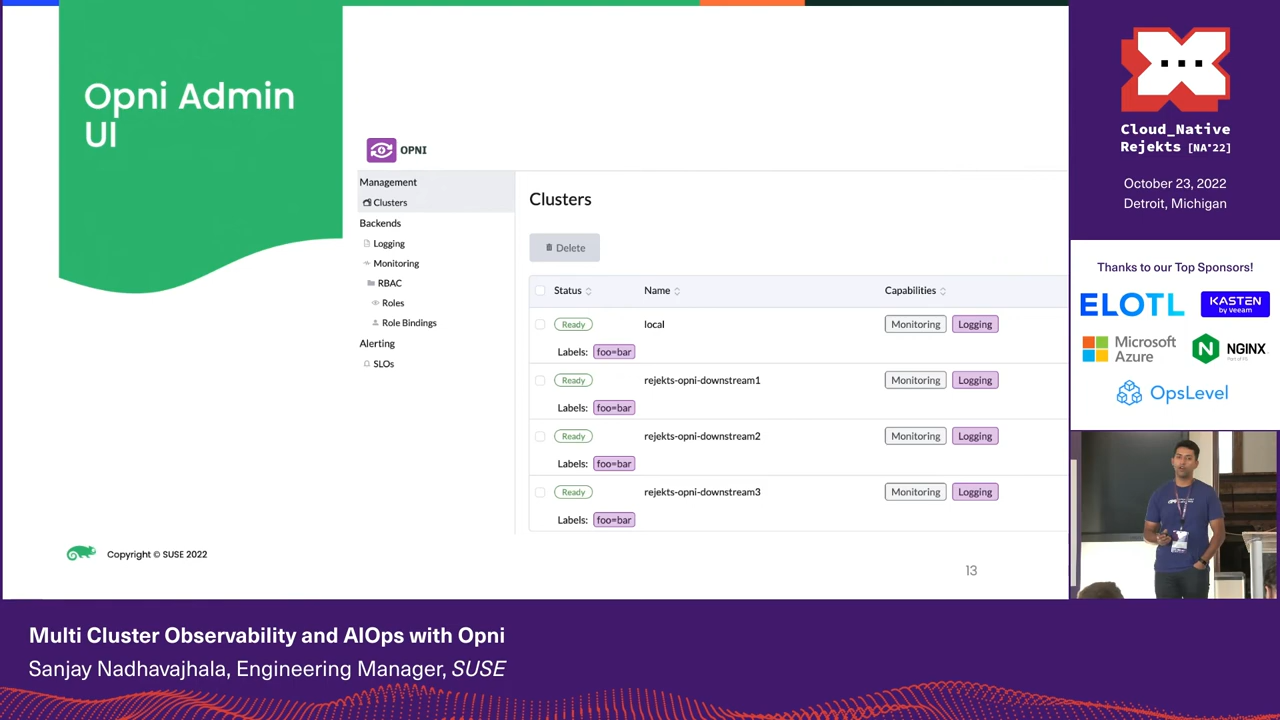 Opni Admin
UI
OPNI
Management
Clusters
Backends
Logging
Monitoring
RBAC
Roles
Role Bindings
Alerting
SLOs
Clusters
Delete
Status Name Capabilities
Ready local Monitoring Logging
Labels: foo=bar
Ready rejekts-opni-downstream1 Monitoring Logging
Labels: foo=bar
Ready rejekts-opni-downstream2 Monitoring Logging
Labels: foo=bar
Ready rejekts-opni-downstream3 Monitoring Logging
Labels: foo=bar
Copyright © SUSE 2022
13
Cloud_Native
Rejekts [NA'22]
October 23, 2022
Detroit, Michigan
Thanks to our Top Sponsors!
ELOTL
KASTEN
by Veeam
Microsoft
Azure
NGINX
Part of F5
OpsLevel
Multi Cluster Observability and AIOps with Opni
Sanjay Nadhavajhala, Engineering Manager, SUSE